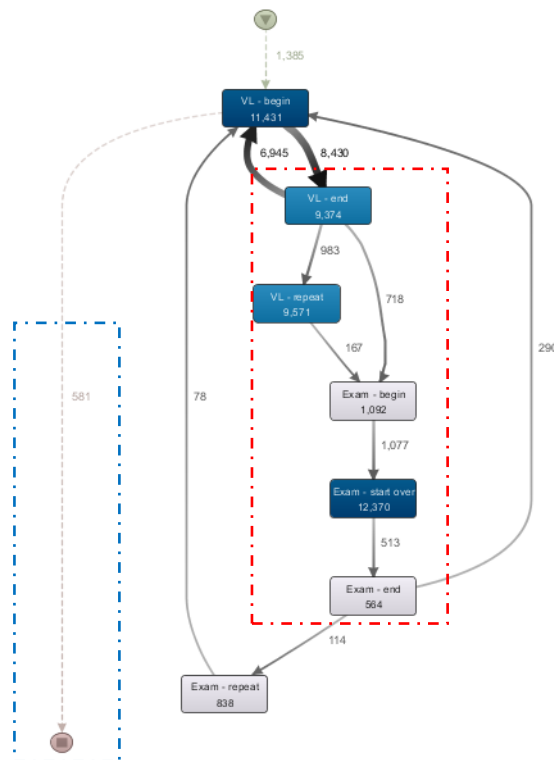 1,385
VL - begin
11,431
6,945
8,430
VL - end
9,374
983
VL - repeat
9,571
718
167
290
Exam - begin
1,092
581
78
1,077
Exam - start over
12,370
513
Exam - end
564
114
Exam - repeat
838